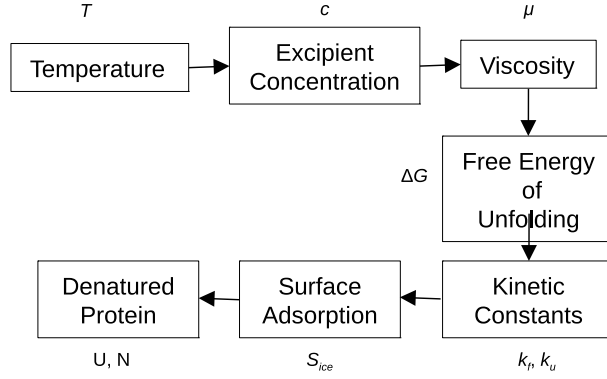 T
c
μ
Temperature
Excipient
Concentration
Viscosity
ΔG
Free Energy
of
Unfolding
Denatured
Protein
Surface
Adsorption
Kinetic
Constants
U, N
S_ice
k_f, k_u